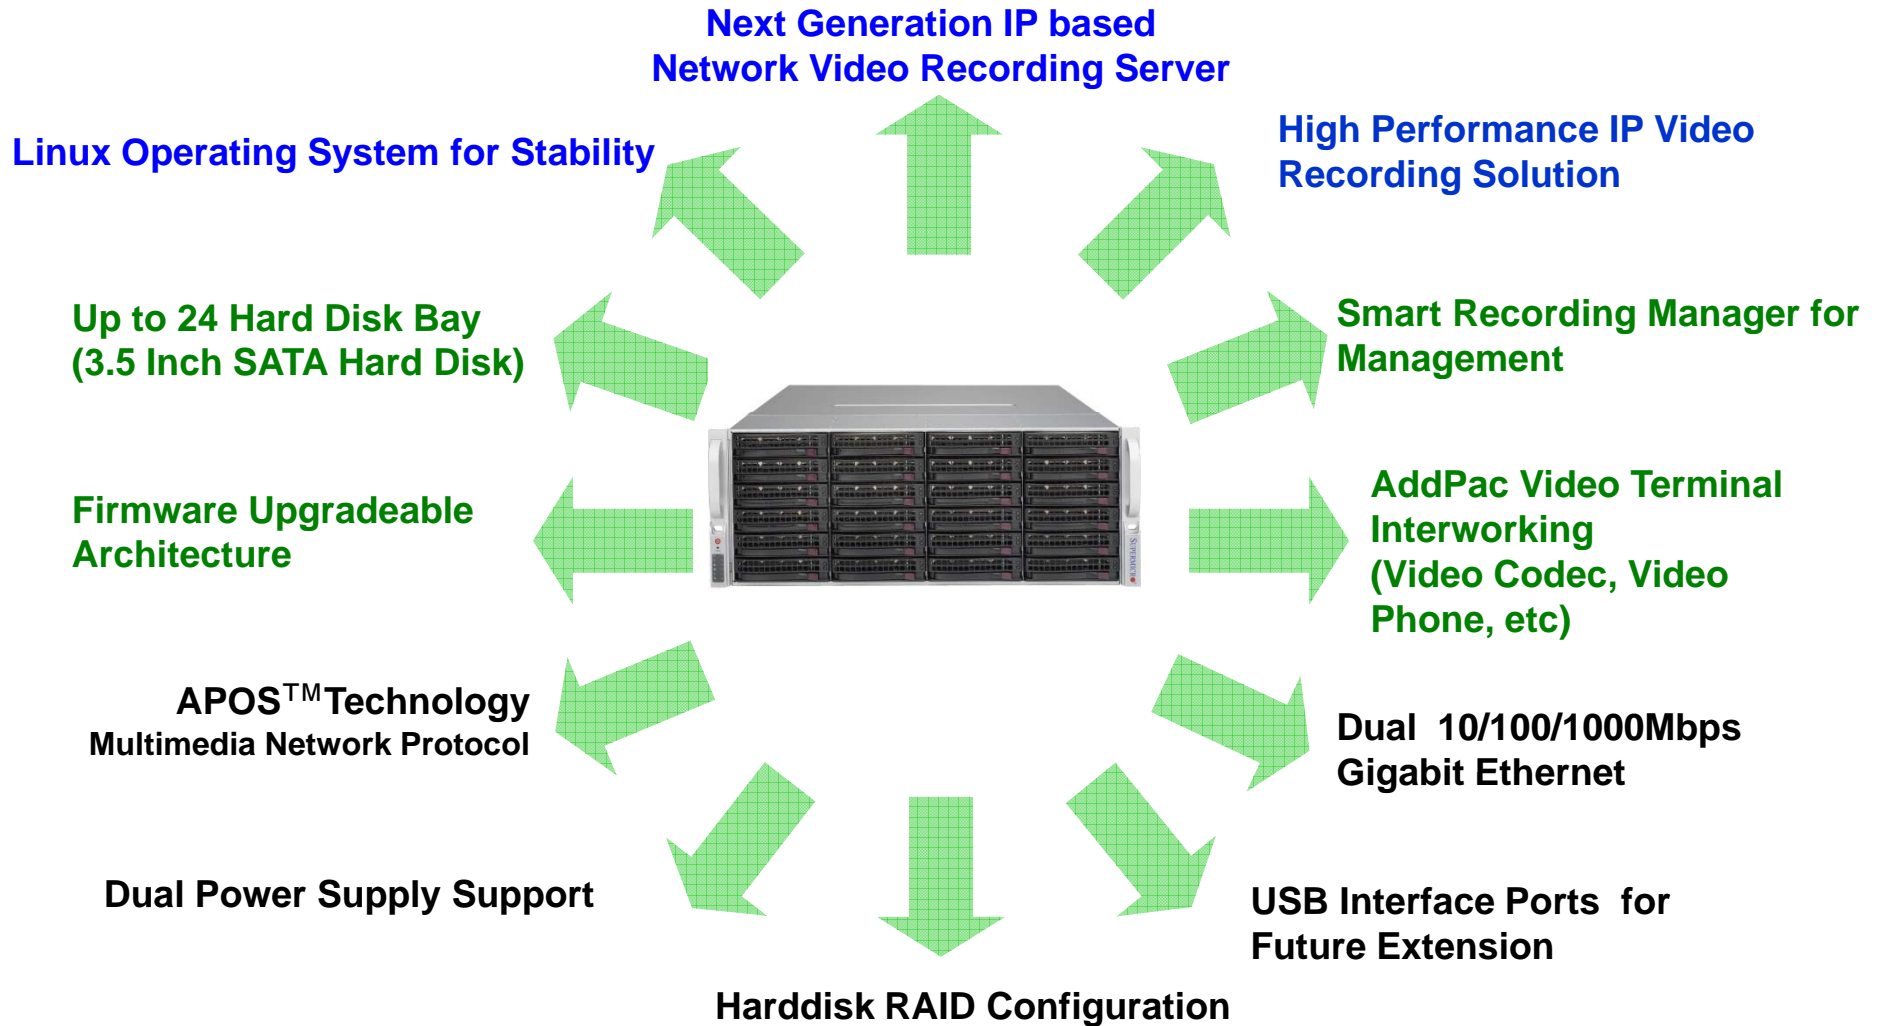 Next Generation IP based
Network Video Recording Server
Linux Operating System for Stability
High Performance IP Video
Recording Solution
Up to 24 Hard Disk Bay
(3.5 Inch SATA Hard Disk)
Smart Recording Manager for
Management
Firmware Upgradeable
Architecture
AddPac Video Terminal
Interworking
(Video Codec, Video
Phone, etc)
SUPERMICRO
APOS™Technology
Multimedia Network Protocol
Dual 10/100/1000Mbps
Gigabit Ethernet
Dual Power Supply Support
USB Interface Ports for
Future Extension
Harddisk RAID Configuration